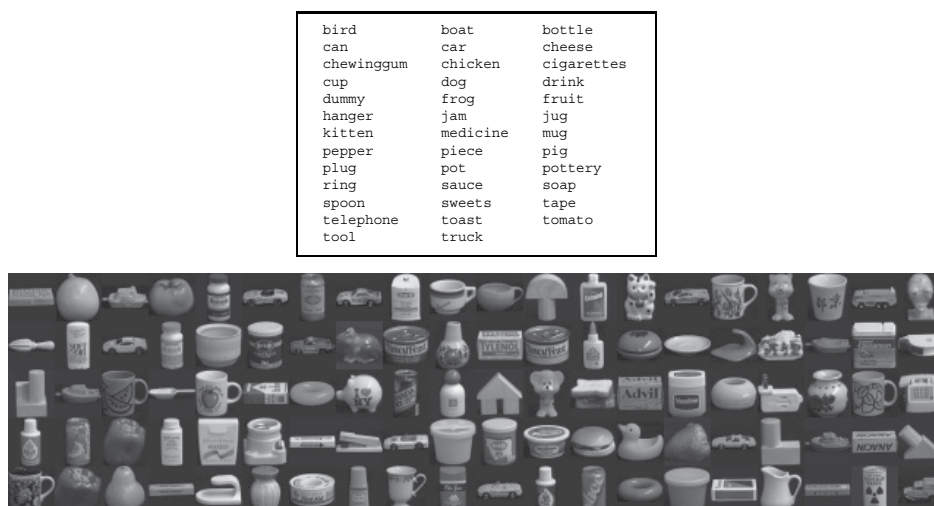 bird boat bottle
can car cheese
chewinggum chicken cigarettes
cup dog drink
dummy frog fruit
hanger jam jug
kitten medicine mug
pepper piece pig
plug pot pottery
ring sauce soap
spoon sweets tape
telephone toast tomato
tool truck
TYLENOL
Advil
Vaseline
ANACIN